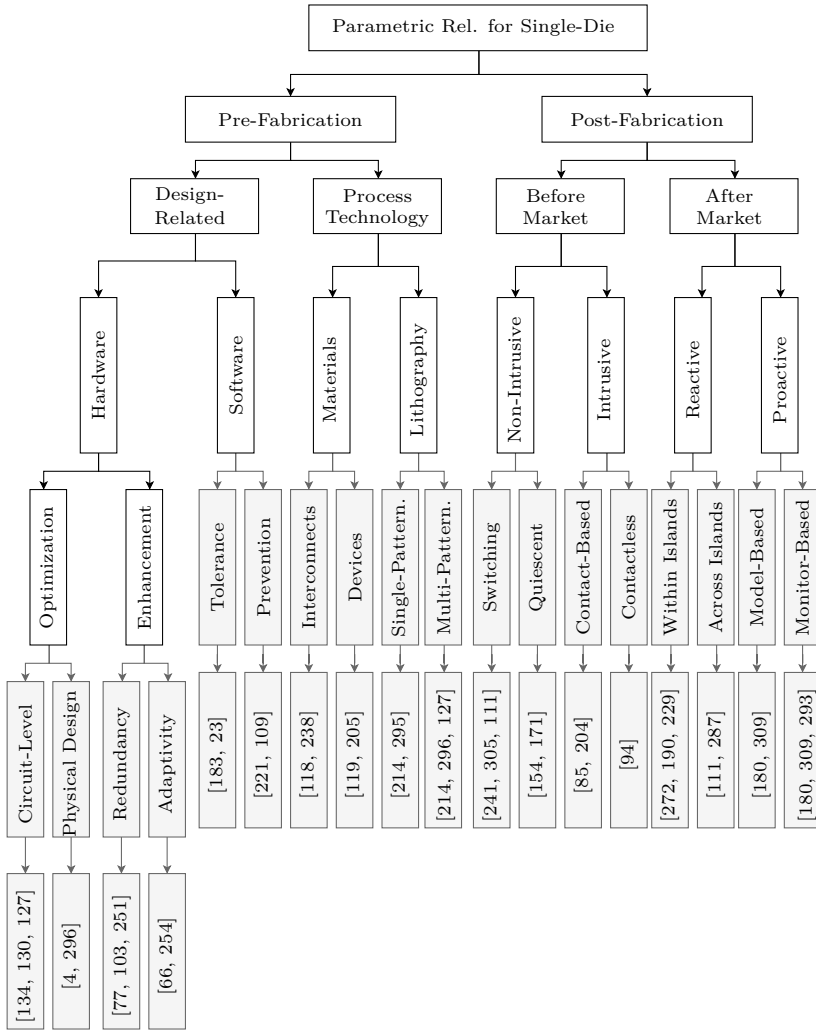 Parametric Rel. for Single-Die
Pre-Fabrication
Post-Fabrication
Design-
Related
Process
Technology
Before
Market
After
Market
Hardware
Software
Materials
Lithography
Non-Intrusive
Intrusive
Reactive
Proactive
Optimization
Enhancement
Tolerance
Prevention
Interconnects
Devices
Single-Pattern.
Multi-Pattern.
Switching
Quiescent
Contact-Based
Contactless
Within Islands
Across Islands
Model-Based
Monitor-Based
Circuit-Level
Physical Design
Redundancy
Adaptivity
[183, 23]
[221, 109]
[118, 238]
[119, 205]
[214, 295]
[214, 296, 127]
[241, 305, 111]
[154, 171]
[85, 204]
[94]
[272, 190, 229]
[111, 287]
[180, 309]
[180, 309, 293]
[134, 130, 127]
[4, 296]
[77, 103, 251]
[66, 254]